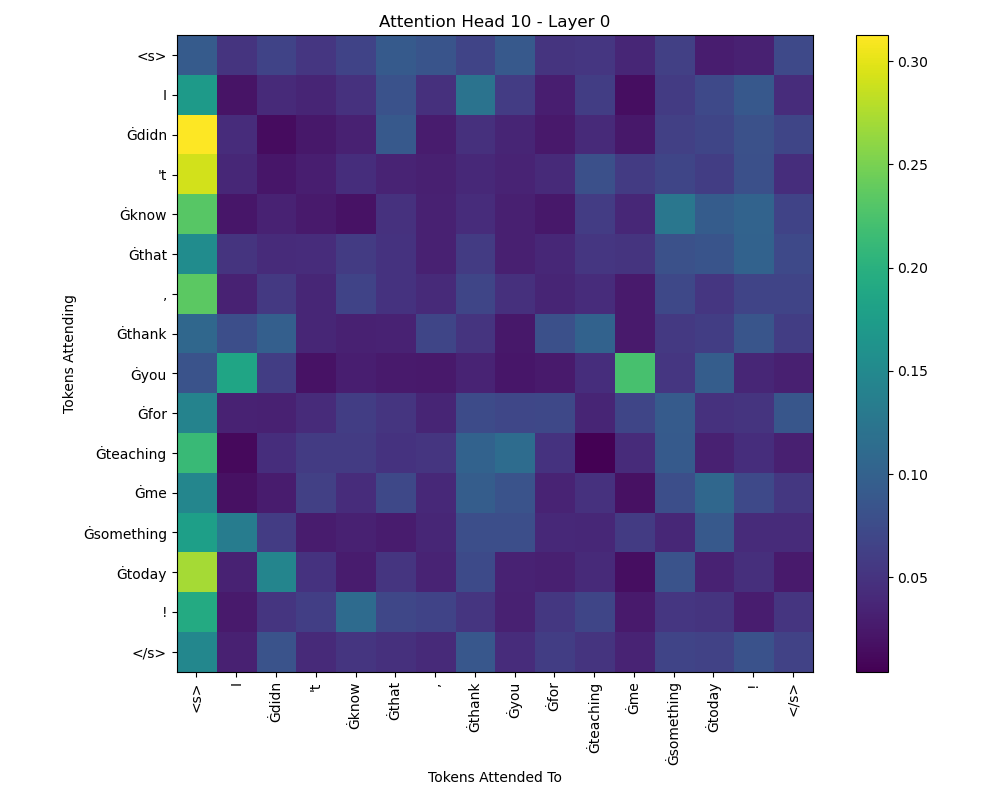 Attention Head 10 - Layer 0
Tokens Attending
<s>
I
Ġdidn
't
Ġknow
Ġthat
,
Ġthank
Ġyou
Ġfor
Ġteaching
Ġme
Ġsomething
Ġtoday
!
</s>
<s>
I
Ġdidn
't
Ġknow
Ġthat
,
Ġthank
Ġyou
Ġfor
Ġteaching
Ġme
Ġsomething
Ġtoday
!
</s>
Tokens Attended To
0.30
0.25
0.20
0.15
0.10
0.05